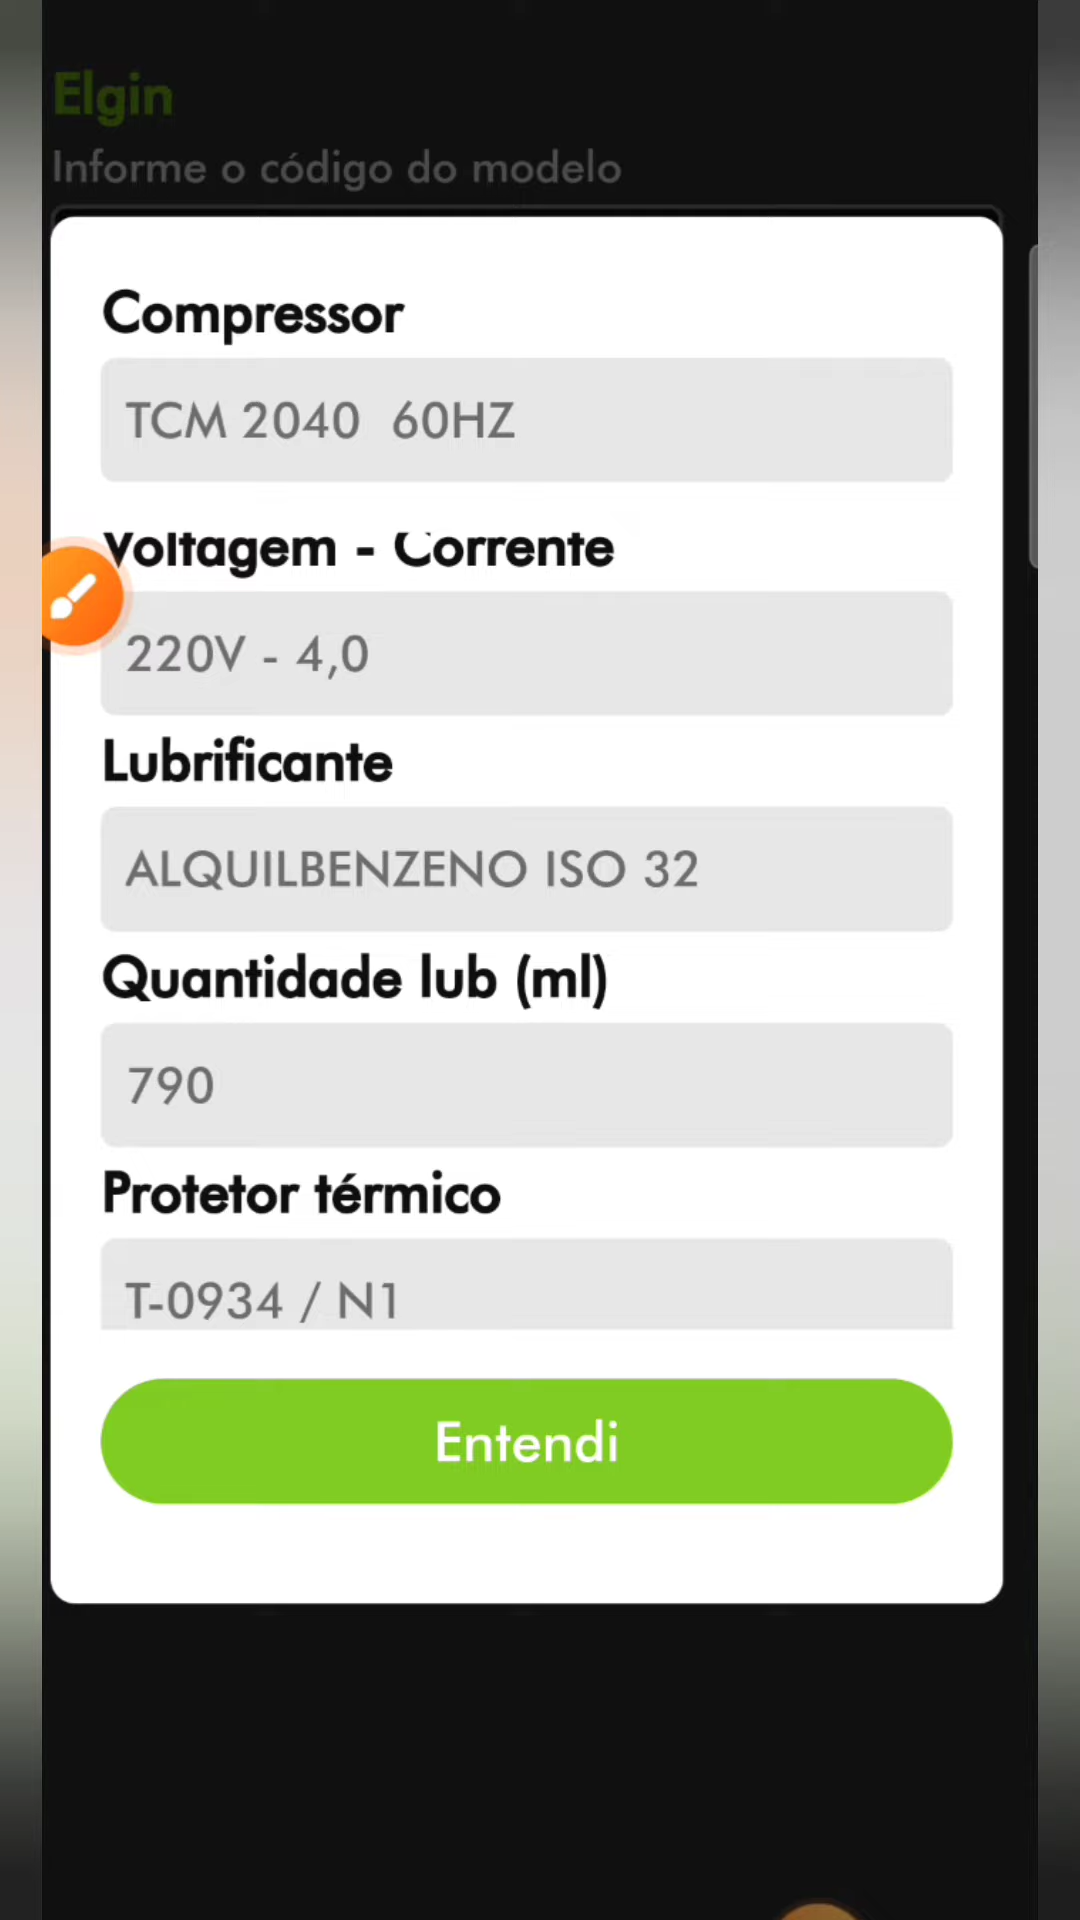 Elgin
Informe o código do modelo
Compressor
TCM 2040 60HZ
Voltagem - Corrente
220V - 4,0
Lubrificante
ALQUILBENZENO ISO 32
Quantidade lub (ml)
790
Protetor térmico
T-0934 / N1
Entendi